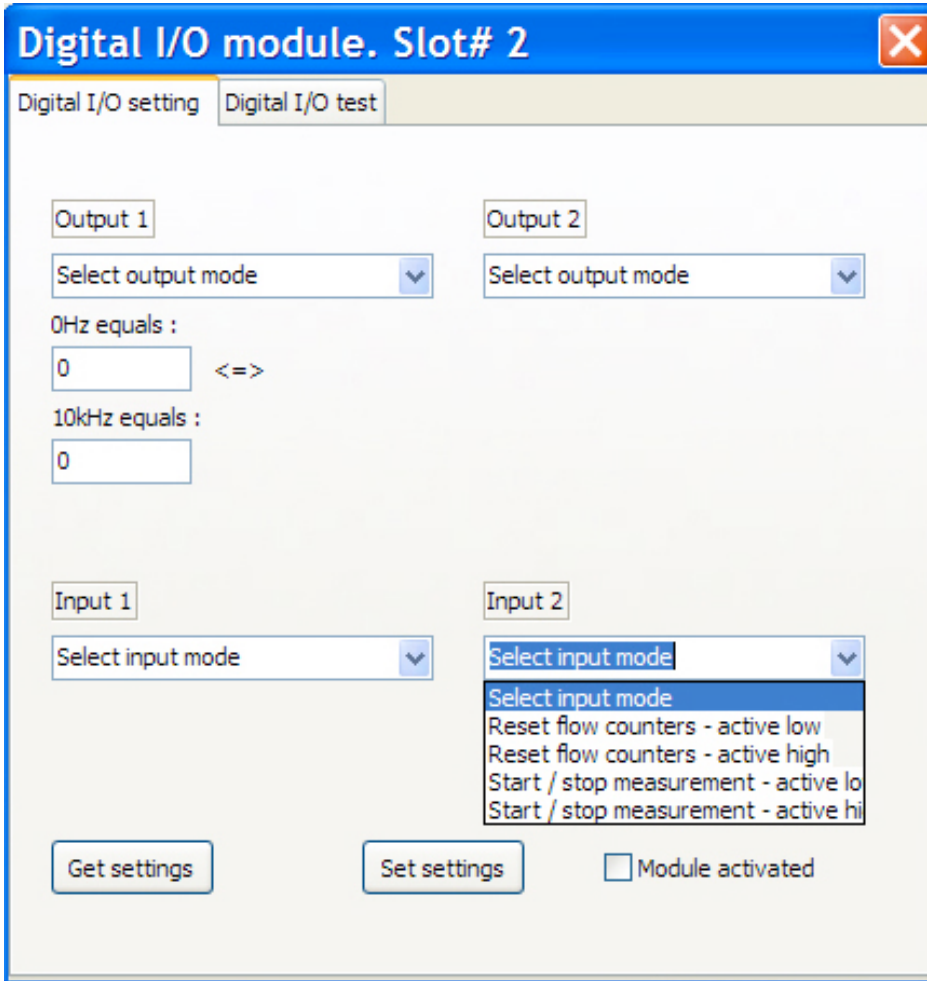 Digital I/O module. Slot# 2
Digital I/O setting
Digital I/O test
Output 1
Output 2
Select output mode
Select output mode
0Hz equals :
0
<=>
10kHz equals :
0
Input 1
Input 2
Select input mode
Select input mode
Select input mode
Reset flow counters - active low
Reset flow counters - active high
Start / stop measurement - active lo
Start / stop measurement - active hi
Get settings
Set settings
Module activated